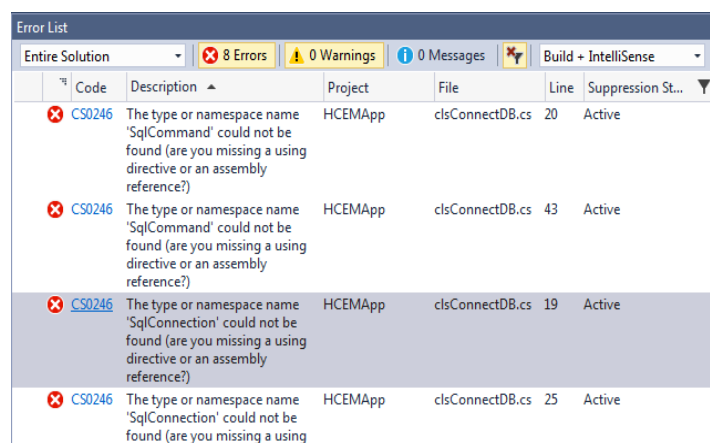 Error List
Entire Solution 8 Errors 0 Warnings 0 Messages Build + IntelliSense
Code Description Project File Line Suppression St...
CS0246 The type or namespace name HCEMApp clsConnectDB.cs 20 Active
'SqlCommand' could not be
found (are you missing a using
directive or an assembly
reference?)
CS0246 The type or namespace name HCEMApp clsConnectDB.cs 43 Active
'SqlCommand' could not be
found (are you missing a using
directive or an assembly
reference?)
CS0246 The type or namespace name HCEMApp clsConnectDB.cs 19 Active
'SqlConnection' could not be
found (are you missing a using
directive or an assembly
reference?)
CS0246 The type or namespace name HCEMApp clsConnectDB.cs 25 Active
'SqlConnection' could not be
found (are you missing a using